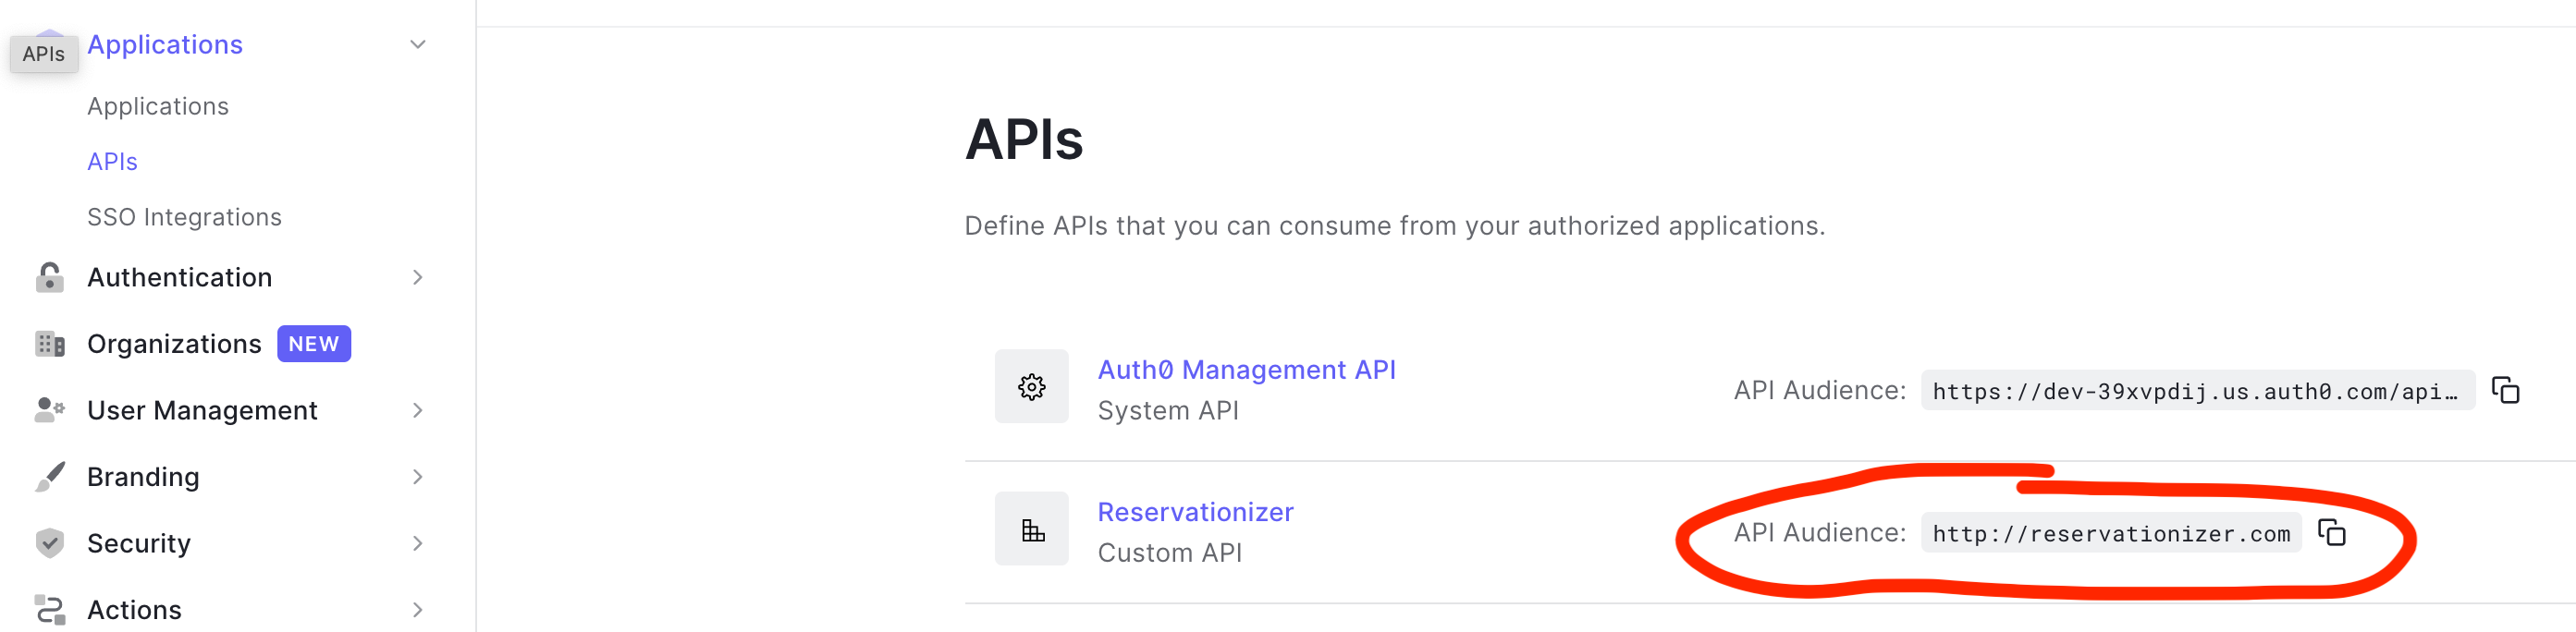 Applications
APIs
Applications
APIs
SSO Integrations
Authentication
Organizations NEW
User Management
Branding
Security
Actions
APIs
Define APIs that you can consume from your authorized applications.
Auth0 Management API
System API
API Audience: https://dev-39xvpdij.us.auth0.com/api…
Reservationizer
Custom API
API Audience: http://reservationizer.com